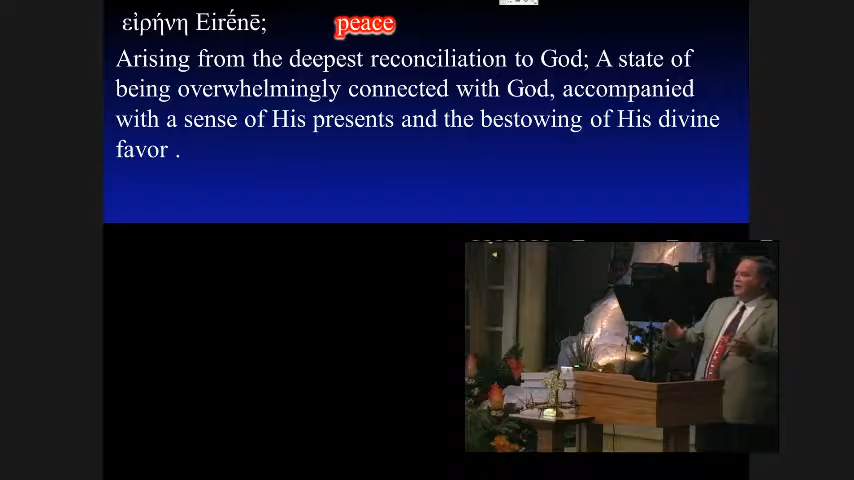 εἰρήνη Eirḗnē; peace
Arising from the deepest reconciliation to God; A state of
being overwhelmingly connected with God, accompanied
with a sense of His presents and the bestowing of His divine
favor .